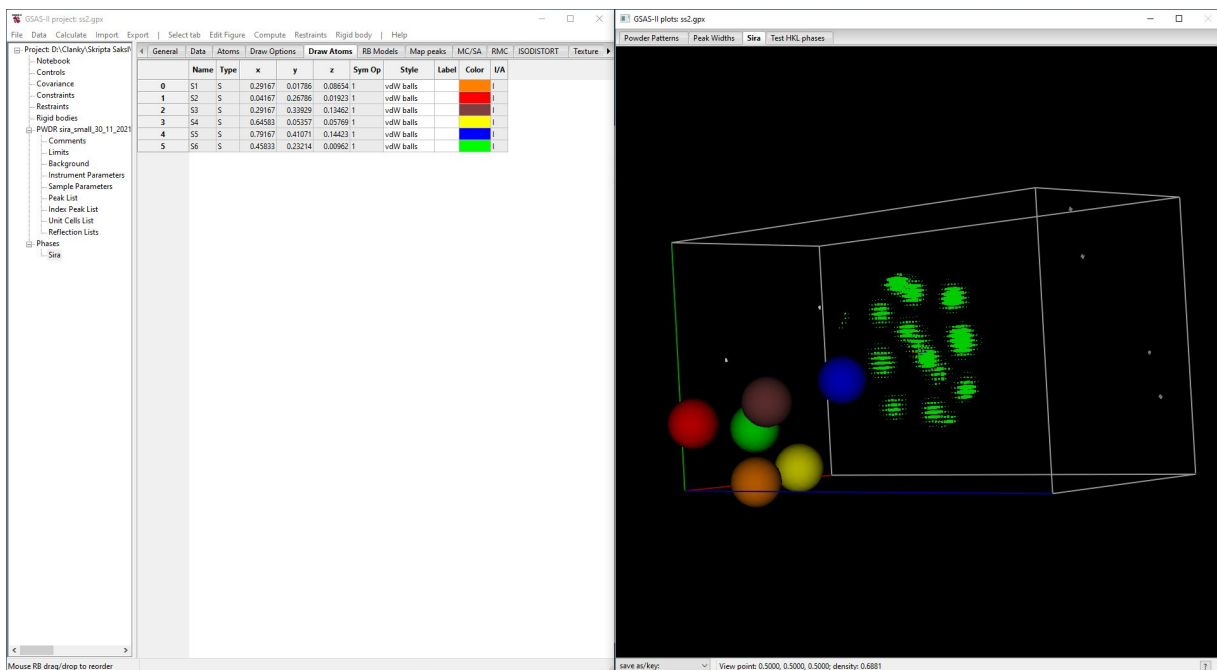 GSAS-II project: ss2.gpx
File Data Calculate Import Export | Select tab Edit Figure Compute Restraints Rigid body | Help
Project: D:\Clanky\Skripta
Notebook
Controls
Covariance
Constraints
Restraints
Rigid bodies
PWDR sira_small_30_11_2021
Comments
Limits
Background
Instrument Parameters
Sample Parameters
Peak List
Index Peak List
Unit Cells List
Reflection Lists
Phases
Sira
General Data Atoms Draw Options Draw Atoms RB Models Map peaks MC/SA RMC ISODISTORT Texture
Name Type x y z Sym Op Style Label Color I/A
0 S1 S 0.29167 0.01786 0.08654 1 vdW balls I
1 S2 S 0.04167 0.26786 0.01923 1 vdW balls I
2 S3 S 0.29167 0.33929 0.13462 1 vdW balls I
3 S4 S 0.64583 0.05357 0.05769 1 vdW balls I
4 S5 S 0.79167 0.41071 0.14423 1 vdW balls I
5 S6 S 0.45833 0.23214 0.00962 1 vdW balls I
Mouse RB drag/drop to reorder
GSAS-II plots: ss2.gpx
Powder Patterns Peak Widths Sira Test HKL phases
save as/key: View point: 0.5000, 0.5000, 0.5000; density: 0.6881
?